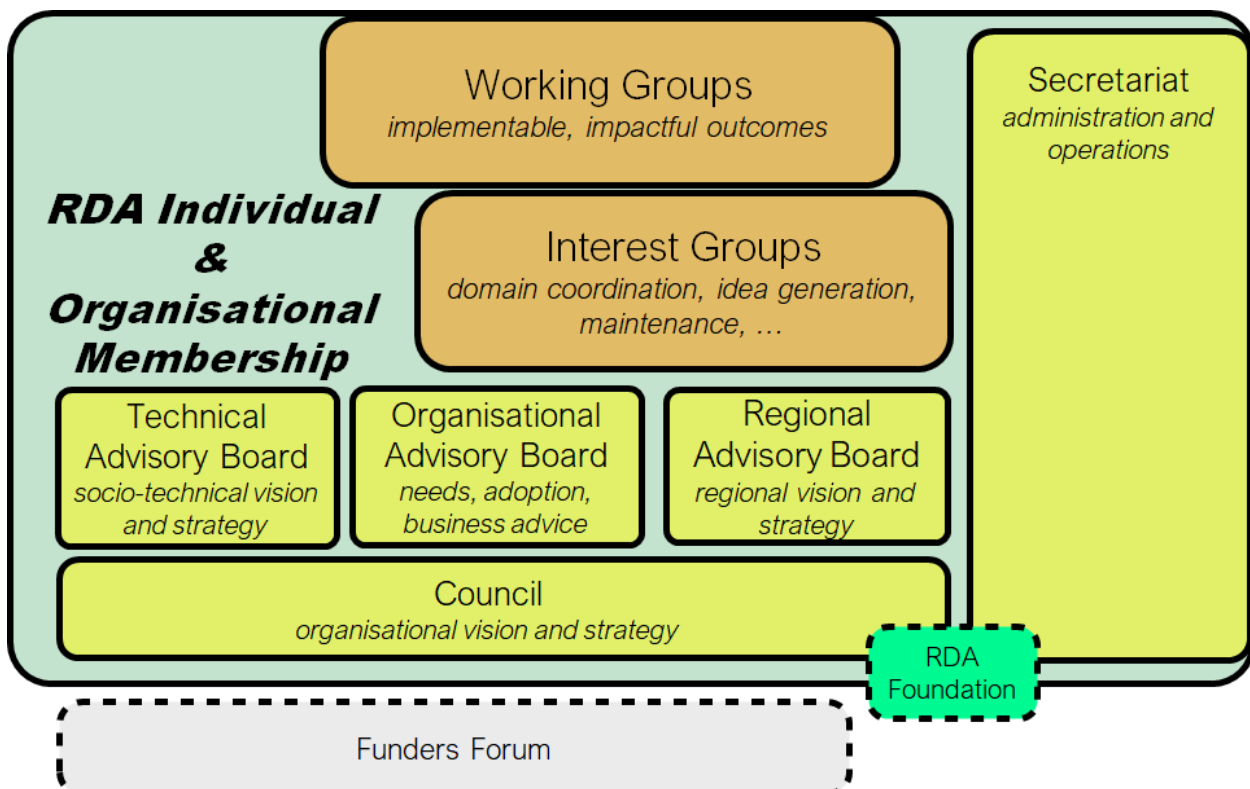 Working Groups
implementable, impactful outcomes
Secretariat
administration and
operations
RDA Individual
&
Organisational
Membership
Interest Groups
domain coordination, idea generation,
maintenance, …
Technical
Advisory Board
socio-technical vision
and strategy
Organisational
Advisory Board
needs, adoption,
business advice
Regional
Advisory Board
regional vision and
strategy
Council
organisational vision and strategy
RDA
Foundation
Funders Forum